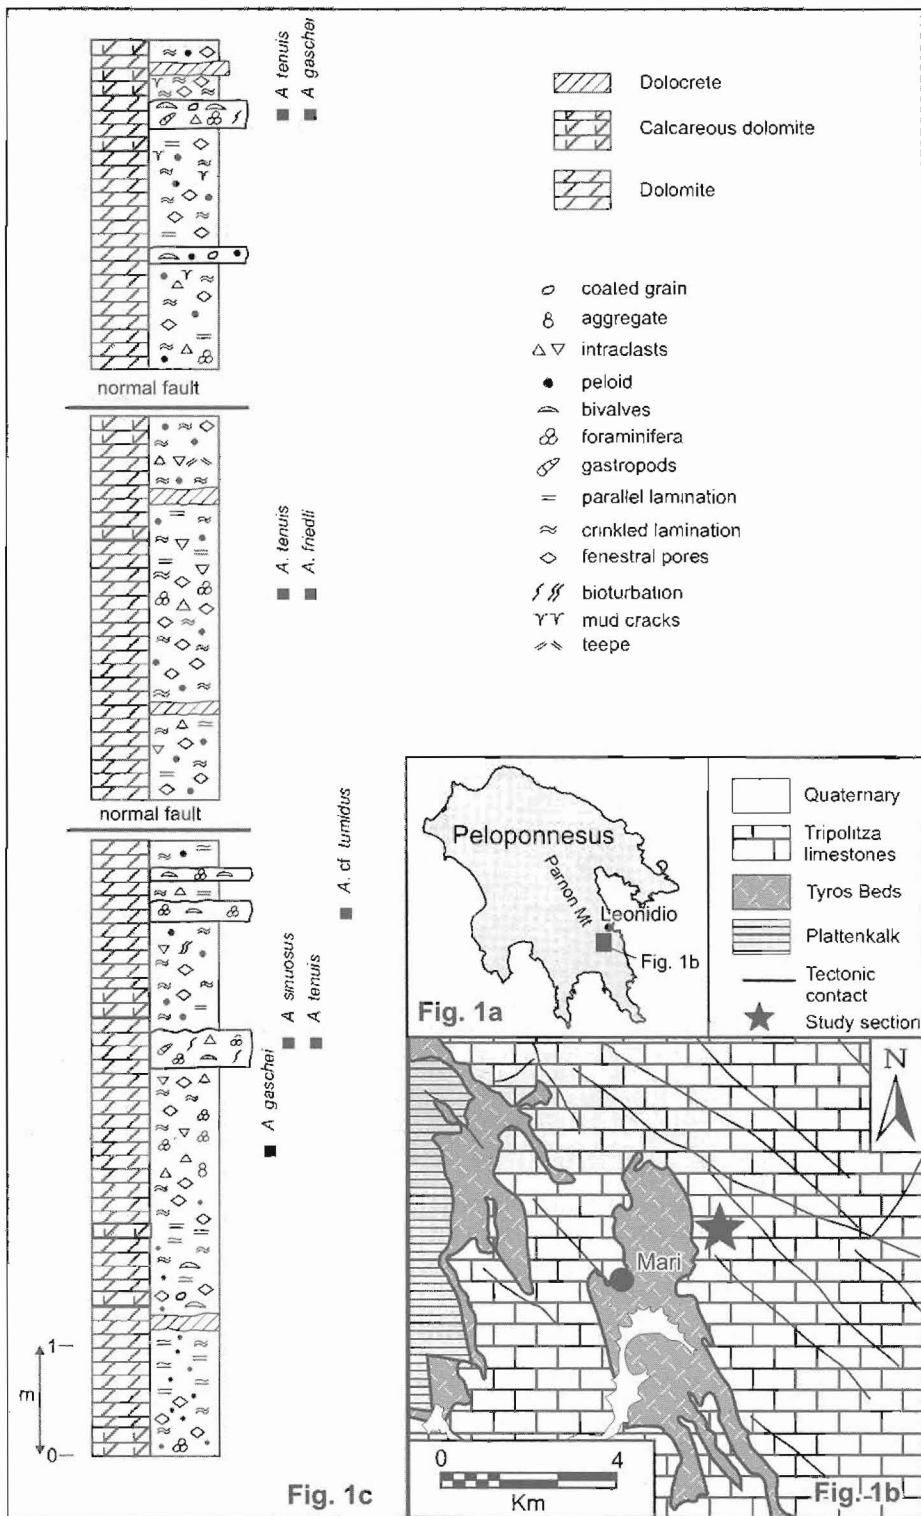 A tenuis
A gaschei
normal fault
A. tenuis
A. friedli
normal fault
A. cf tumidus
A sinuosus
A tenuis
A gaschei
1
m
0
Fig. 1c
Dolocrete
Calcareous dolomite
Dolomite
coated grain
aggregate
intraclasts
peloid
bivalves
foraminifera
gastropods
parallel lamination
crinkled lamination
fenestral pores
bioturbation
mud cracks
teepe
Peloponnesus
Parnon Mt
Leonidio
Fig. 1b
Fig. 1a
Quaternary
Tripolitza
limestones
Tyros Beds
Plattenkalk
Tectonic
contact
Study section
N
Mari
0 4
Km
Fig. 1b